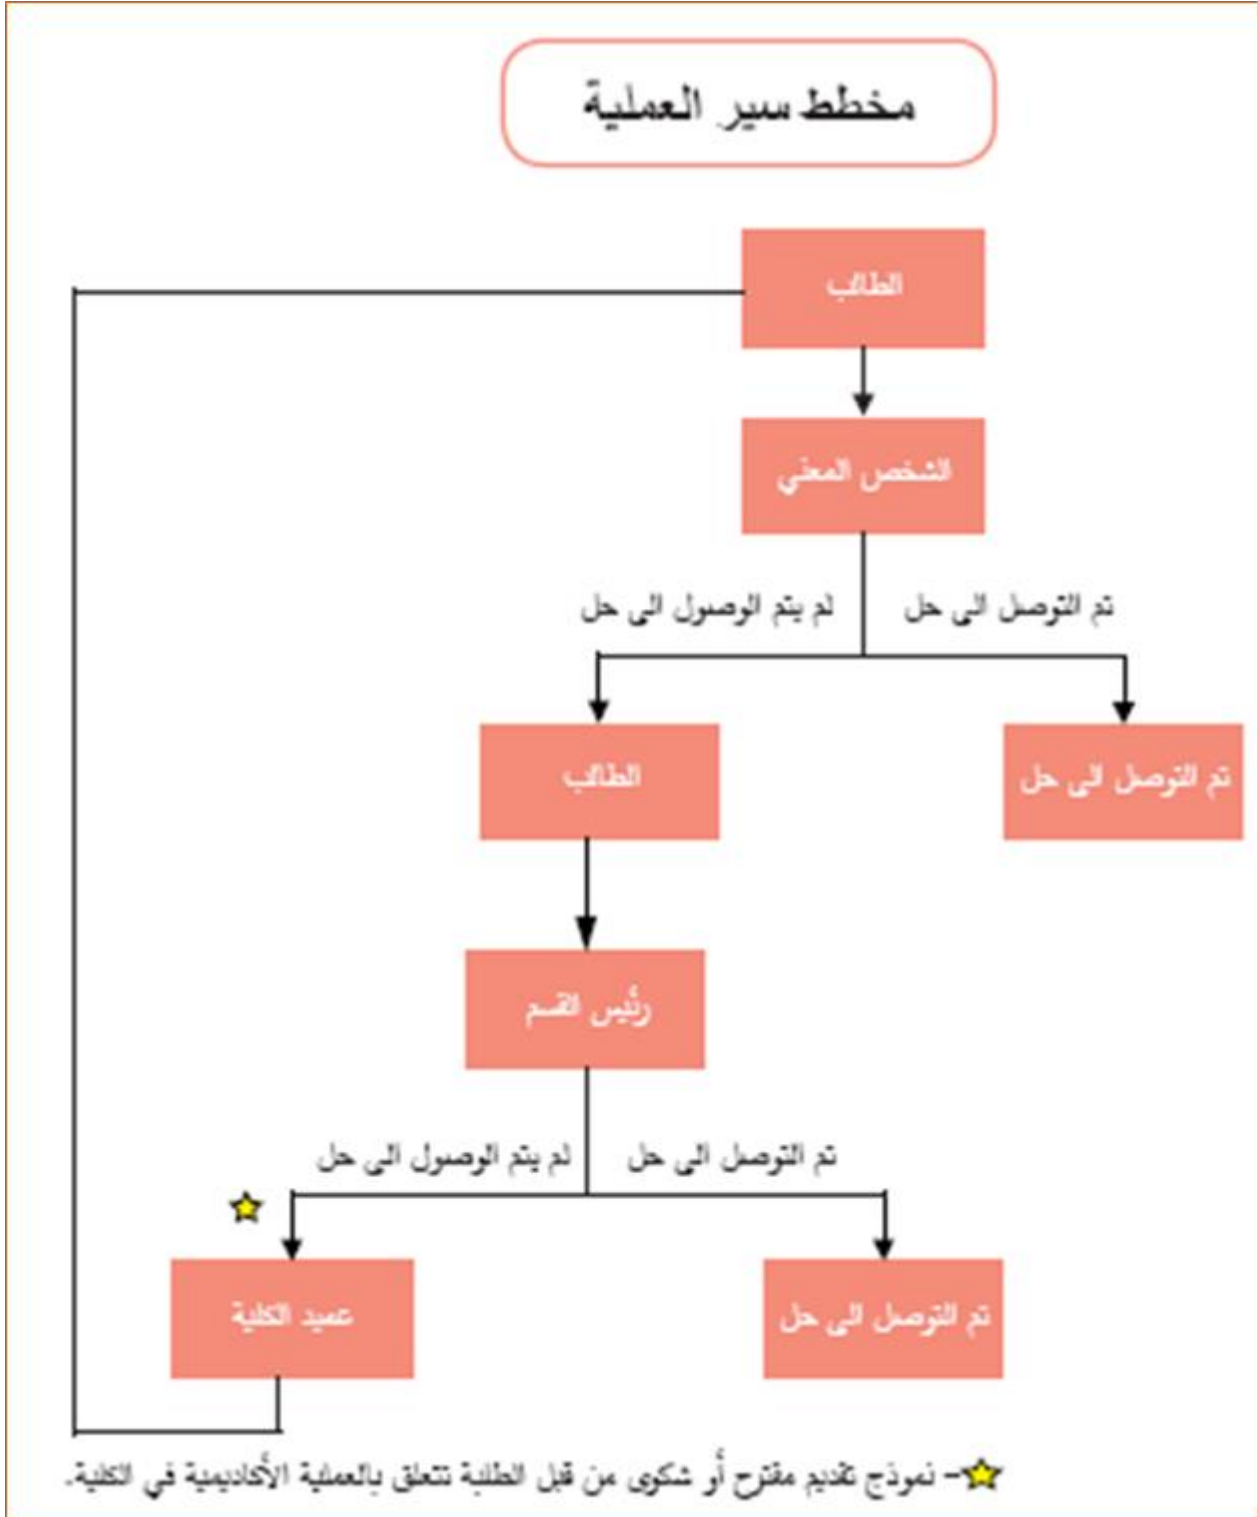 مخطط سير العملية
الطالب
الشخص المعني
تم التوصل الى حل
لم يتم الوصول الى حل
تم التوصل الى حل
الطالب
رئيس القسم
تم التوصل الى حل
لم يتم الوصول الى حل
تم التوصل الى حل
عميد الكلية
- نموذج تقديم مقترح أو شكوى من قبل الطلبة تتعلق بالعملية الأكاديمية في الكلية.